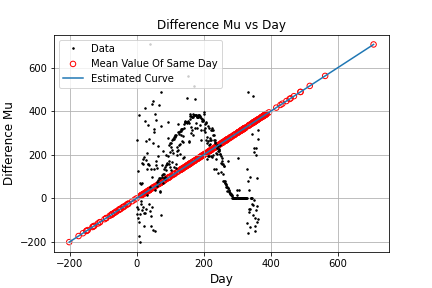 Difference Mu vs Day
Data
Mean Value Of Same Day
Estimated Curve
Difference Mu
600
400
200
0
−200
−200
0
200
400
600
Day